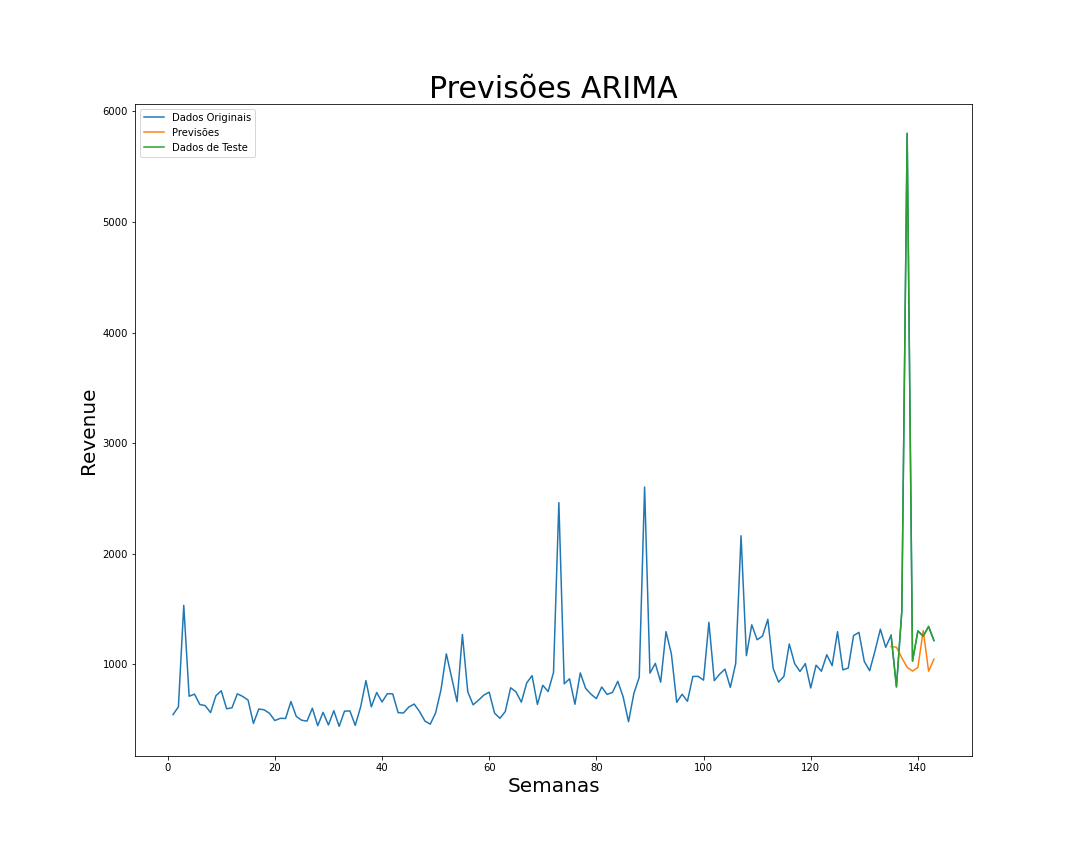 Previsões ARIMA
Dados Originais
Previsões
Dados de Teste
6000
5000
4000
3000
2000
1000
Revenue
0 20 40 60 80 100 120 140
Semanas